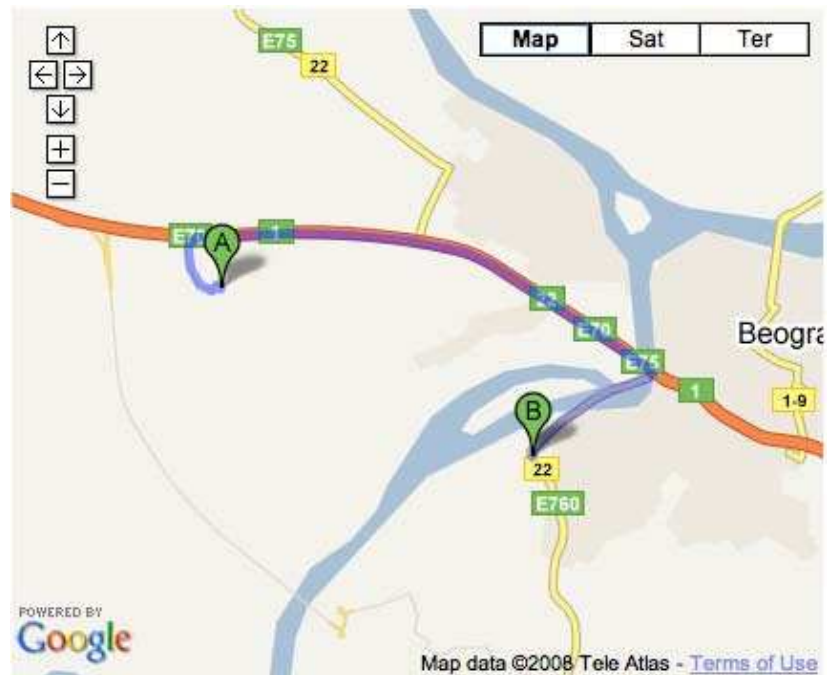 E75
22
Map
Sat
Ter
E70
1
A
22
E70
E75
Beogra
1
1-9
B
22
E760
POWERED BY
Google
Map data ©2008 Tele Atlas - Terms of Use